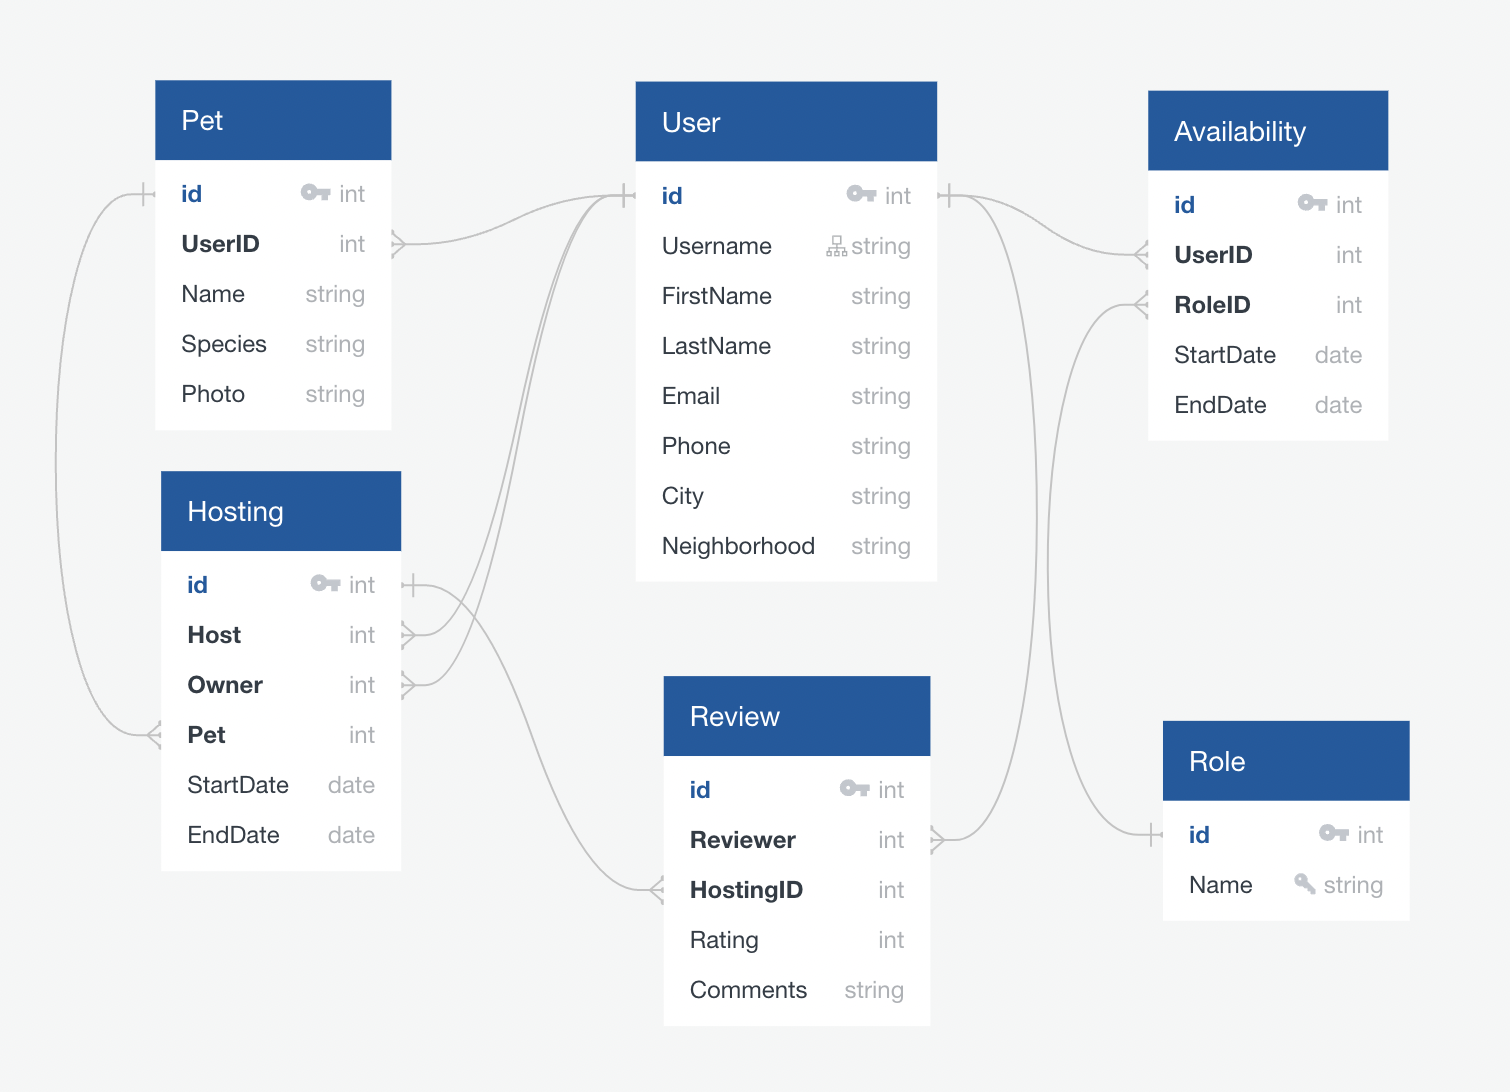 Pet
id int
UserID int
Name string
Species string
Photo string
Hosting
id int
Host int
Owner int
Pet int
StartDate date
EndDate date
User
id int
Username string
FirstName string
LastName string
Email string
Phone string
City string
Neighborhood string
Review
id int
Reviewer int
HostingID int
Rating int
Comments string
Availability
id int
UserID int
RoleID int
StartDate date
EndDate date
Role
id int
Name string